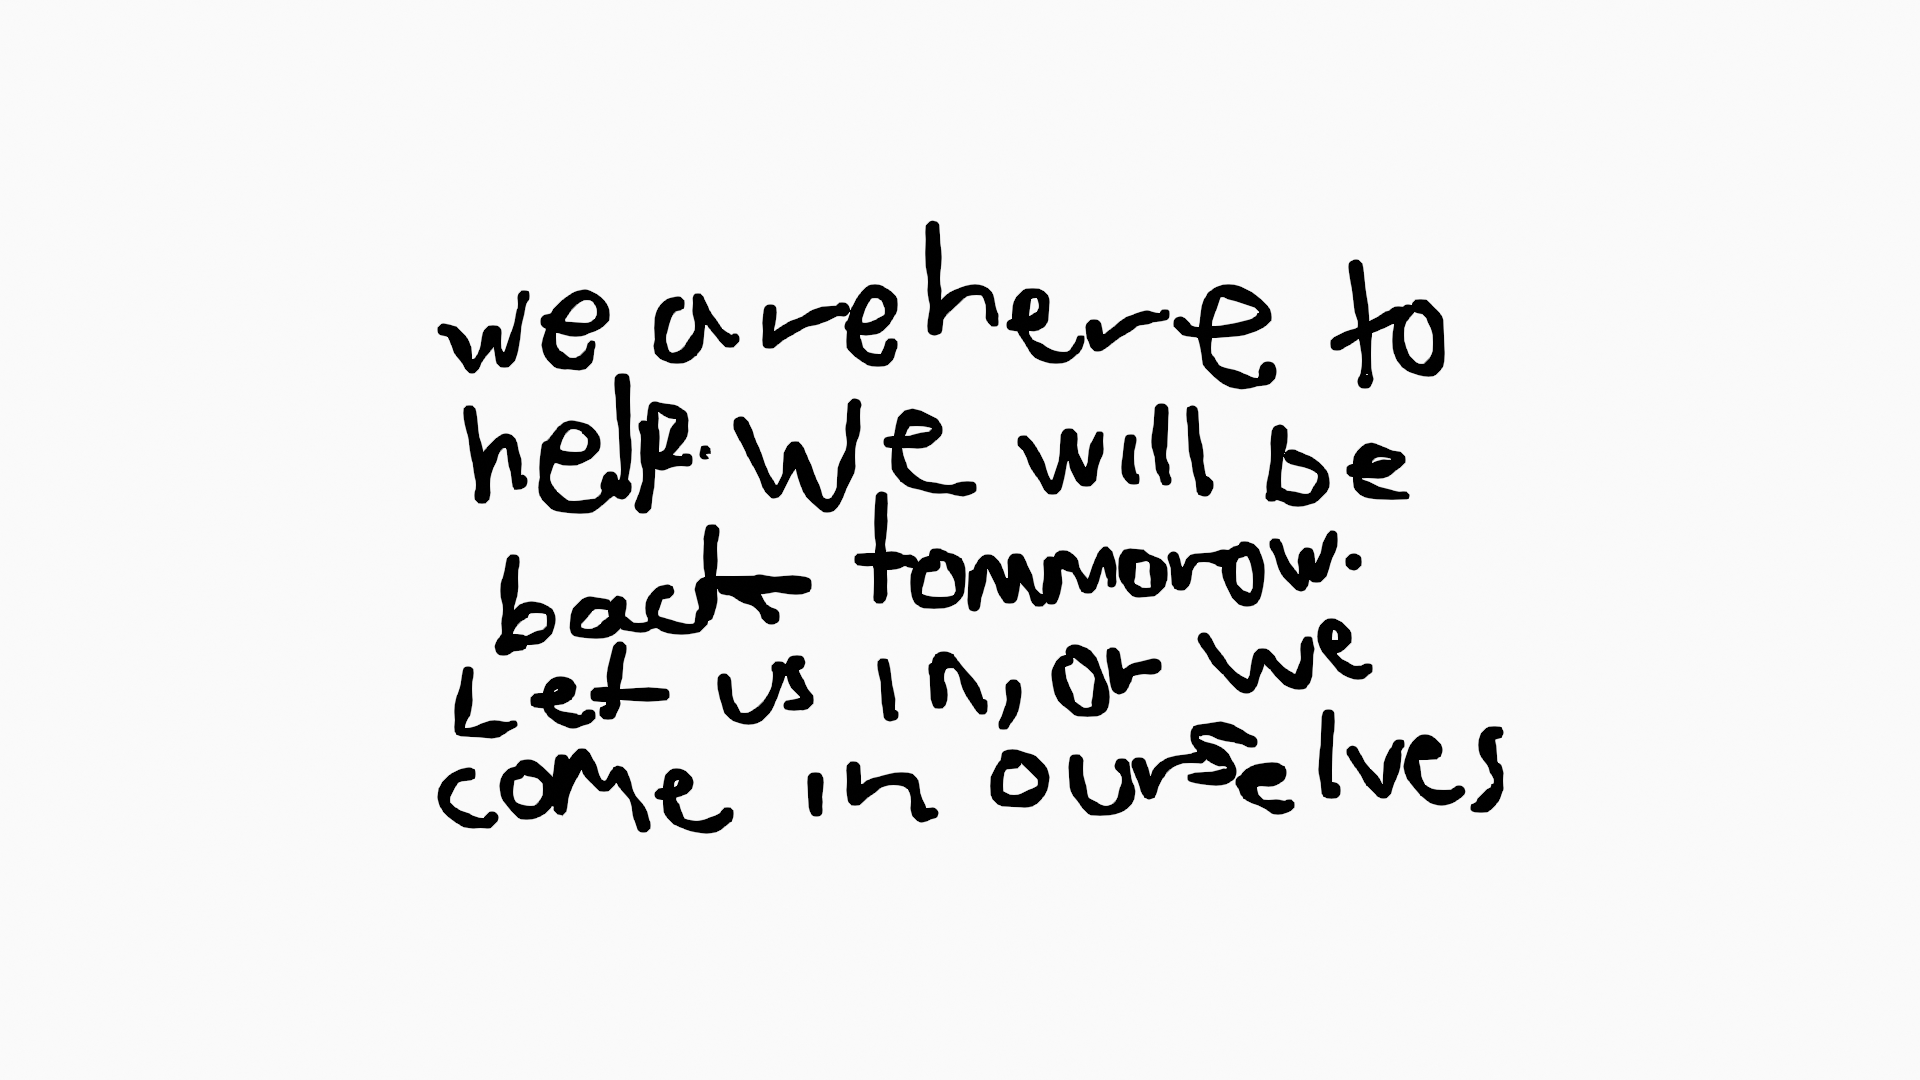 we are here to
help. We will be
back tommorow.
Let us in, or we
come in ourselves